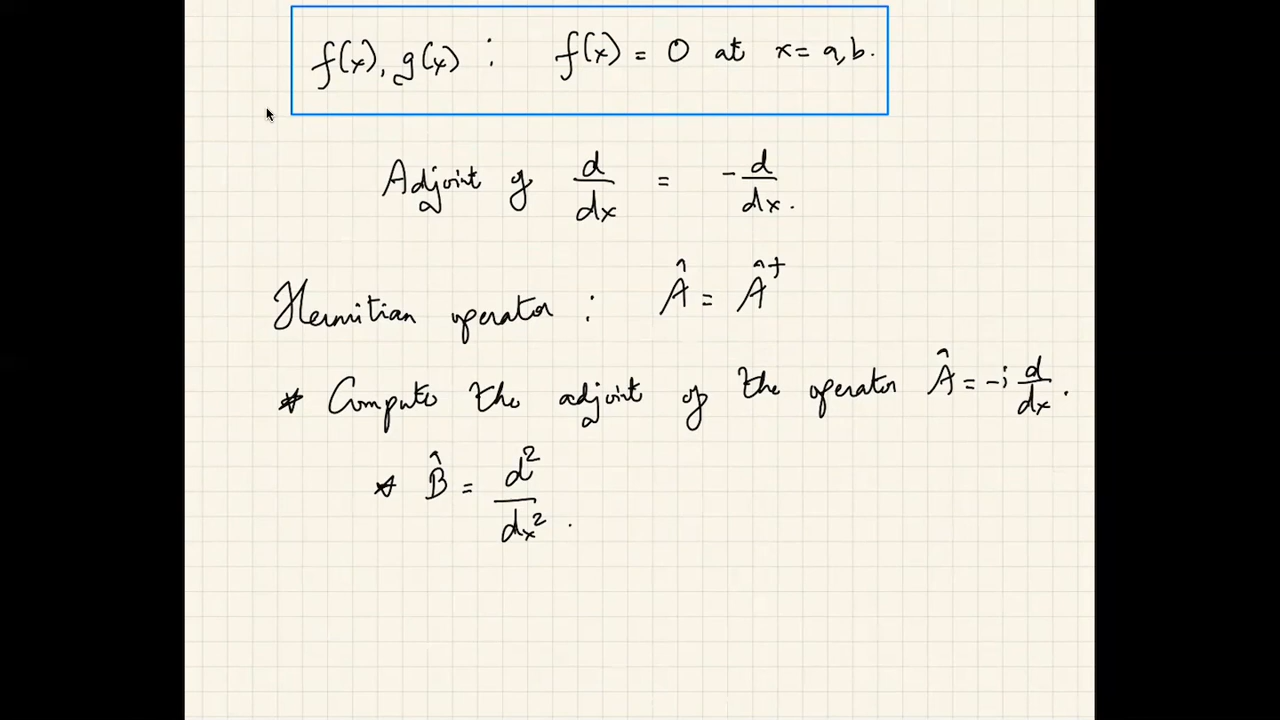 f(x), g(x) : f(x) = 0 at x = a, b.
Adjoint of d/dx = -d/dx.
Hermitian operator : Â = Â†
* Compute the adjoint of the operator Â = -i d/dx.
* B̂ = d²/dx².